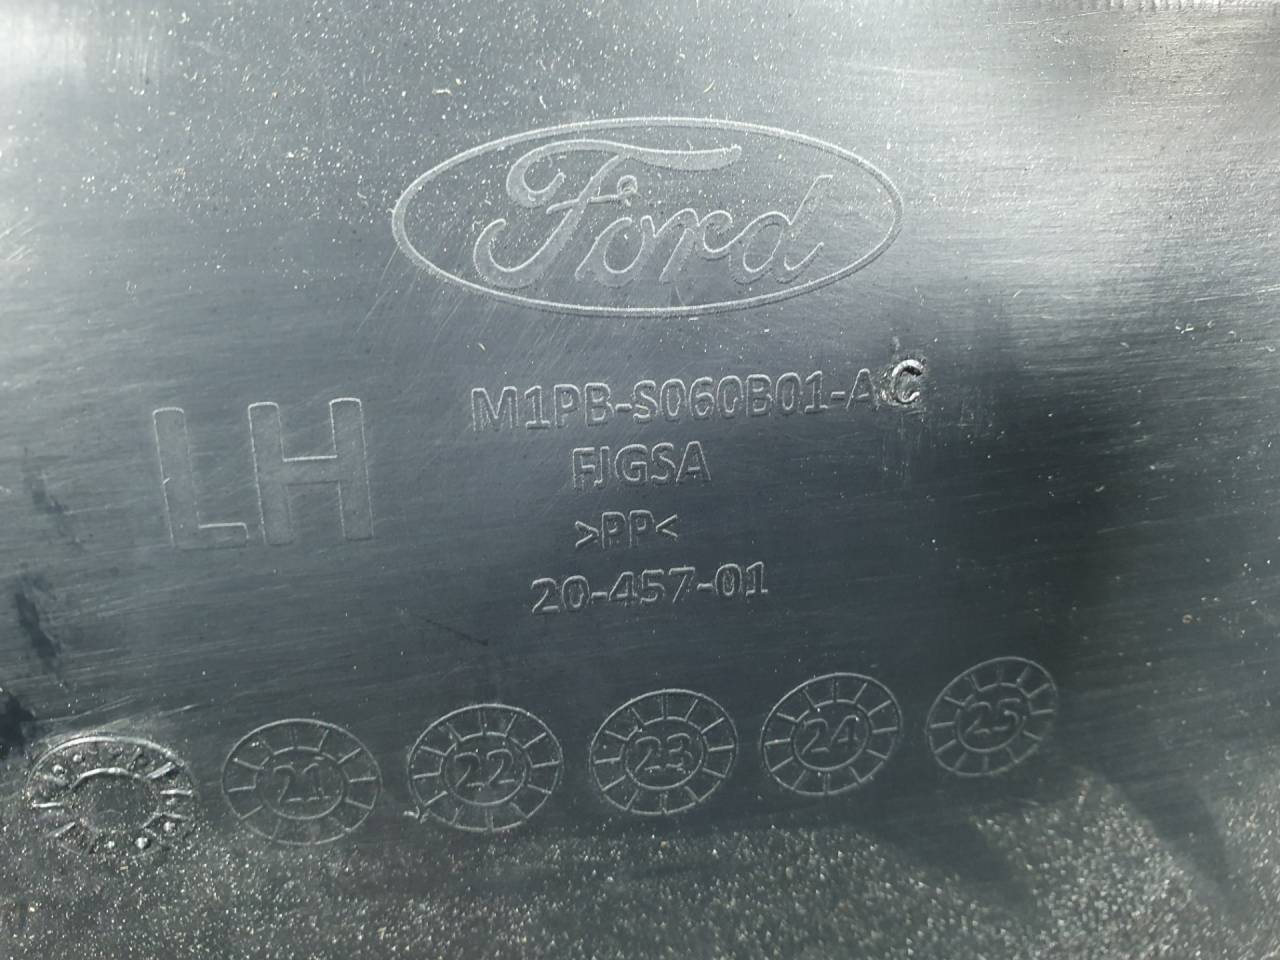 Ford
M1PB-S060B01-AC
LH
FJGSA
>PP<
20-457-01
21 22 23 24 25